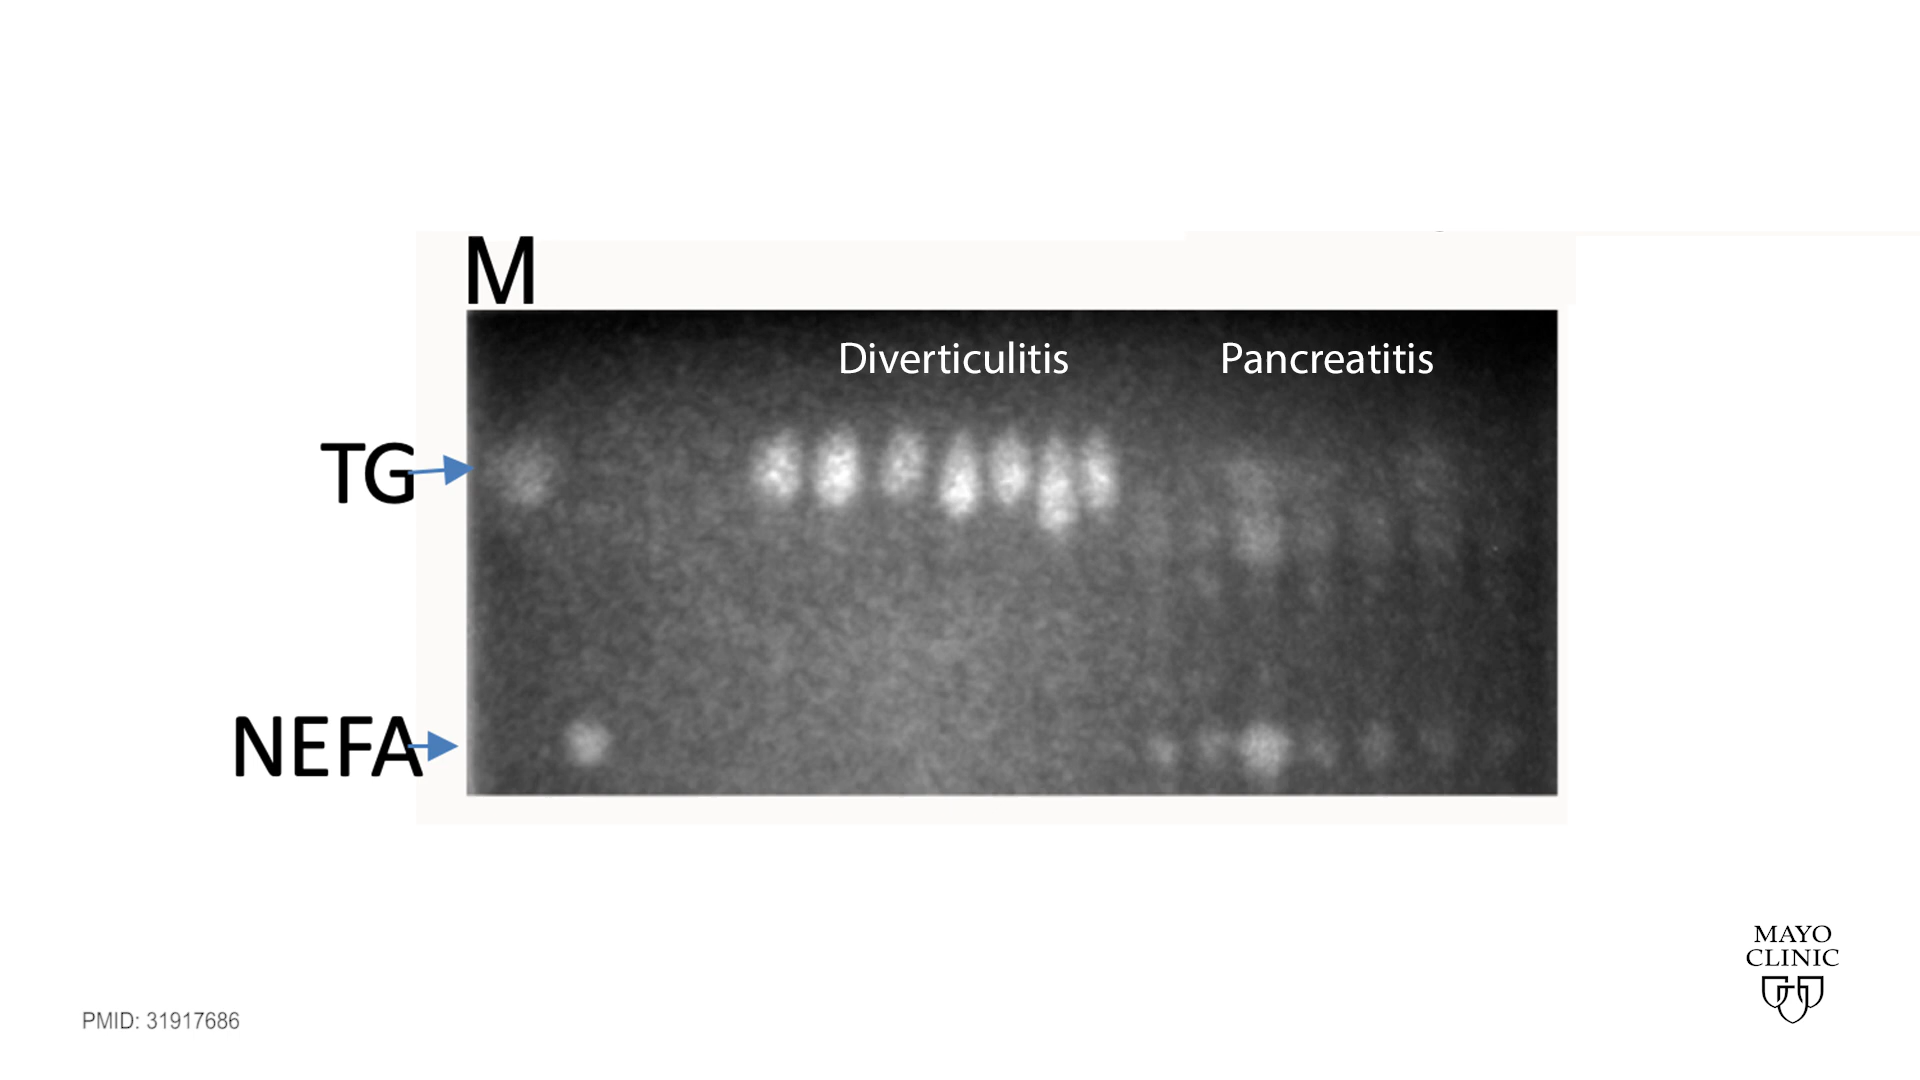 M
Diverticulitis
Pancreatitis
TG
NEFA
MAYO
CLINIC
PMID: 31917686